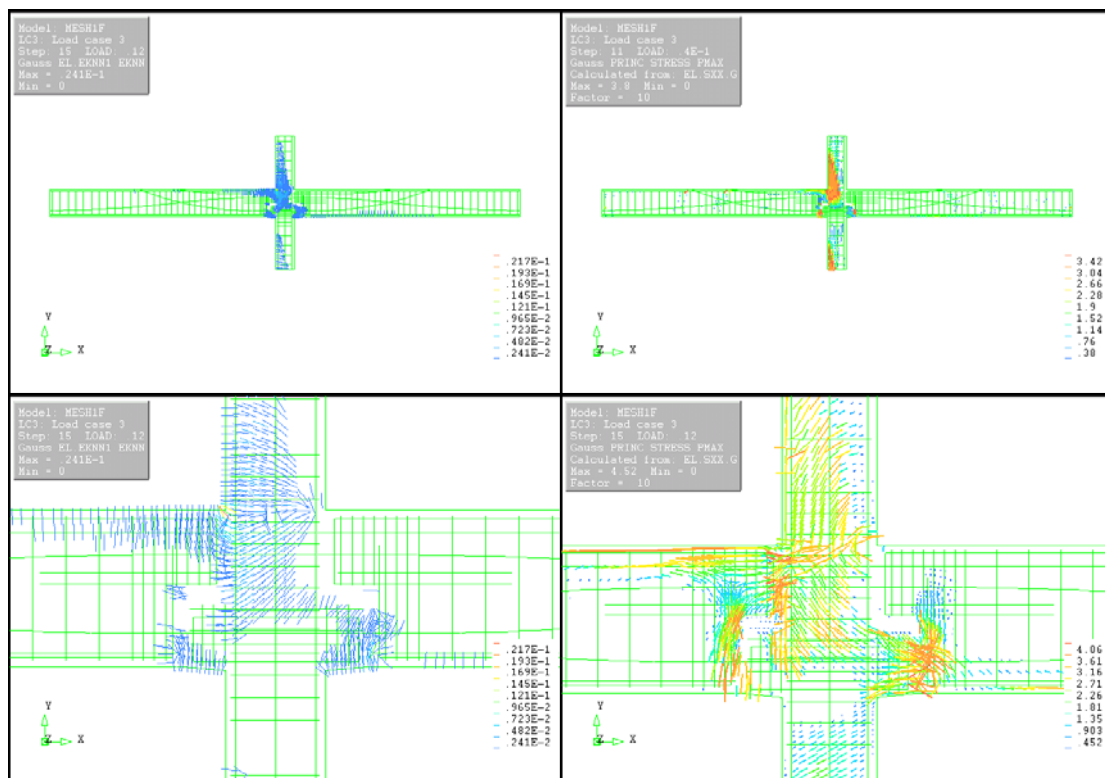 Model: MESH1F
LC3: Load case 3
Step: 15 LOAD: .12
Gauss EL.EKNN1 EKNN
Max = .241E-1
Min = 0
.217E-1
.193E-1
.169E-1
.145E-1
.121E-1
.965E-2
.723E-2
.482E-2
.241E-2
Y
Z X
Model: MESH1F
LC3: Load case 3
Step: 11 LOAD: .4E-1
Gauss PRINC STRESS PMAX
Calculated from: EL.SXX.G
Max = 3.8 Min = 0
Factor = 10
3.42
3.04
2.66
2.28
1.9
1.52
1.14
.76
.38
Y
Z X
Model: MESH1F
LC3: Load case 3
Step: 15 LOAD: .12
Gauss EL.EKNN1 EKNN
Max = .241E-1
Min = 0
.217E-1
.193E-1
.169E-1
.145E-1
.121E-1
.965E-2
.723E-2
.482E-2
.241E-2
Y
Z X
Model: MESH1F
LC3: Load case 3
Step: 15 LOAD: .12
Gauss PRINC STRESS PMAX
Calculated from: EL.SXX.G
Max = 4.52 Min = 0
Factor = 10
4.06
3.61
3.16
2.71
2.26
1.81
1.35
.903
.452
Y
Z X